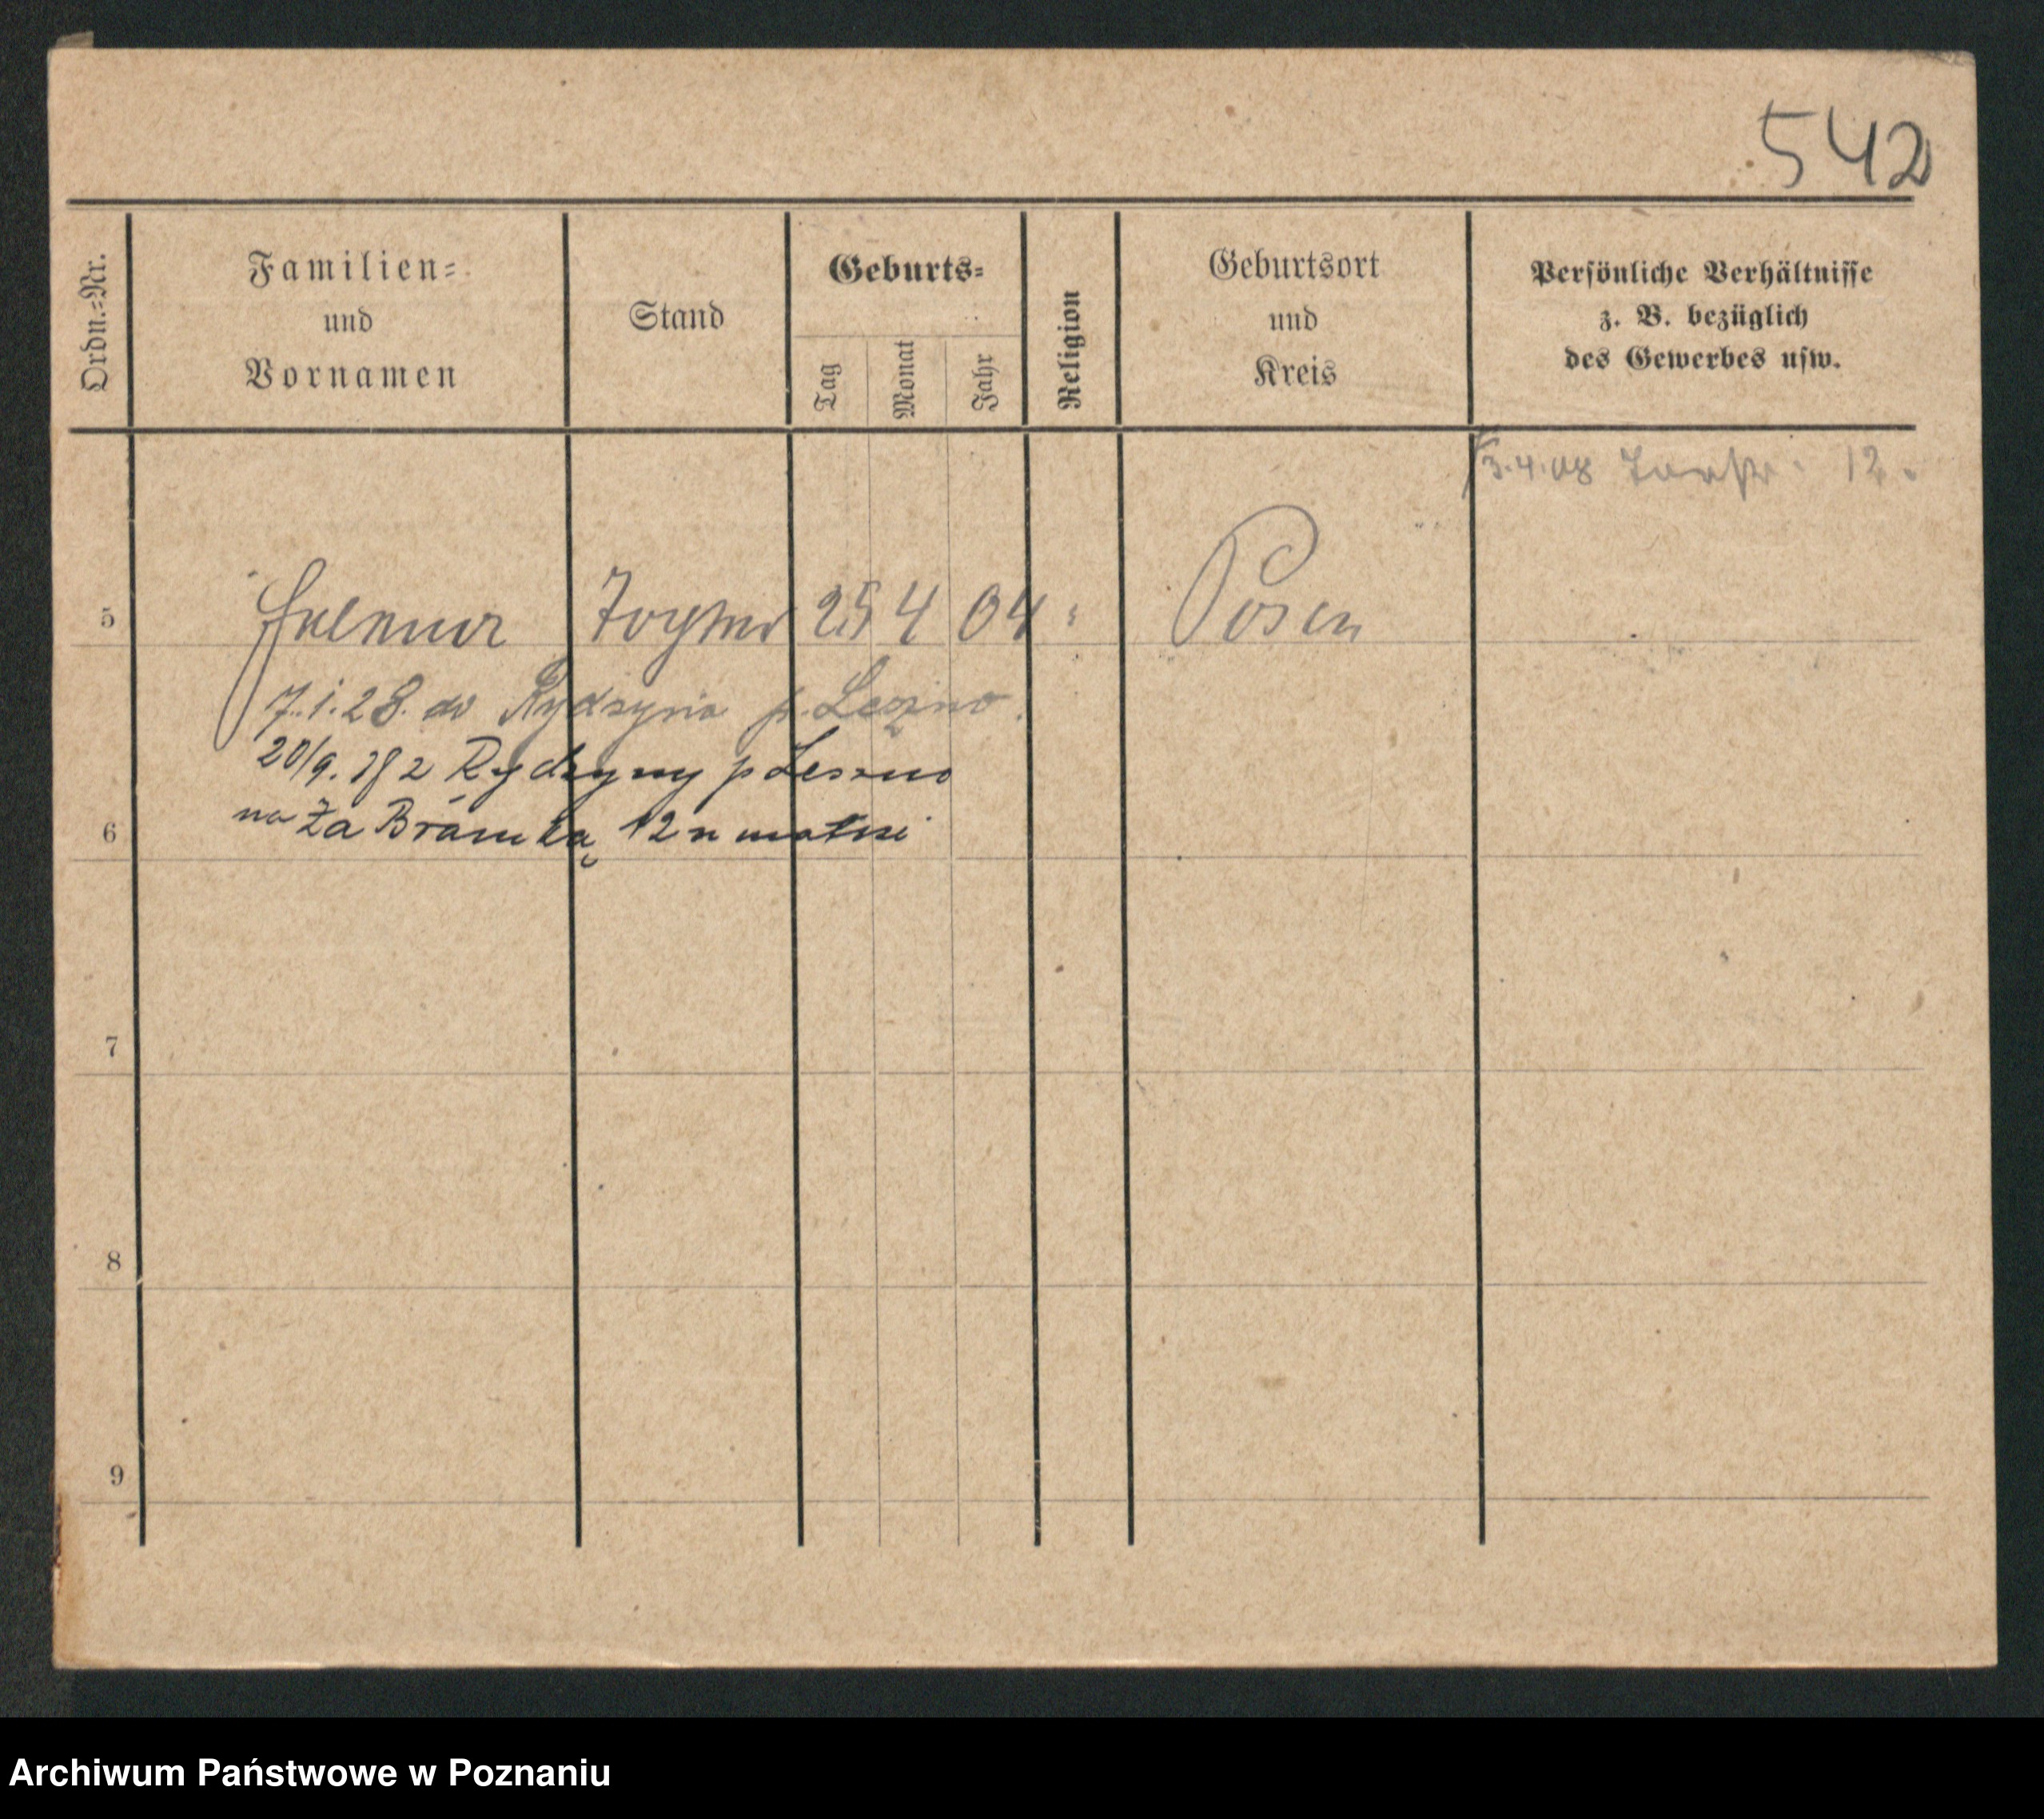 542
Ordn.=Nr.
Familien=
und
Vornamen
Stand
Geburts=
Tag
Monat
Jahr
Religion
Geburtsort
und
Kreis
Persönliche Verhältnisse
z. B. bezüglich
des Gewerbes usw.
3.4.08 12.
5
25 4 04
Posen
7.1.28. do Rydzyna p. Leszno.
20/9. 28 z Rydzyny p Leszno
6
na Za Bramką 12 n matki
7
8
9
Archiwum Państwowe w Poznaniu